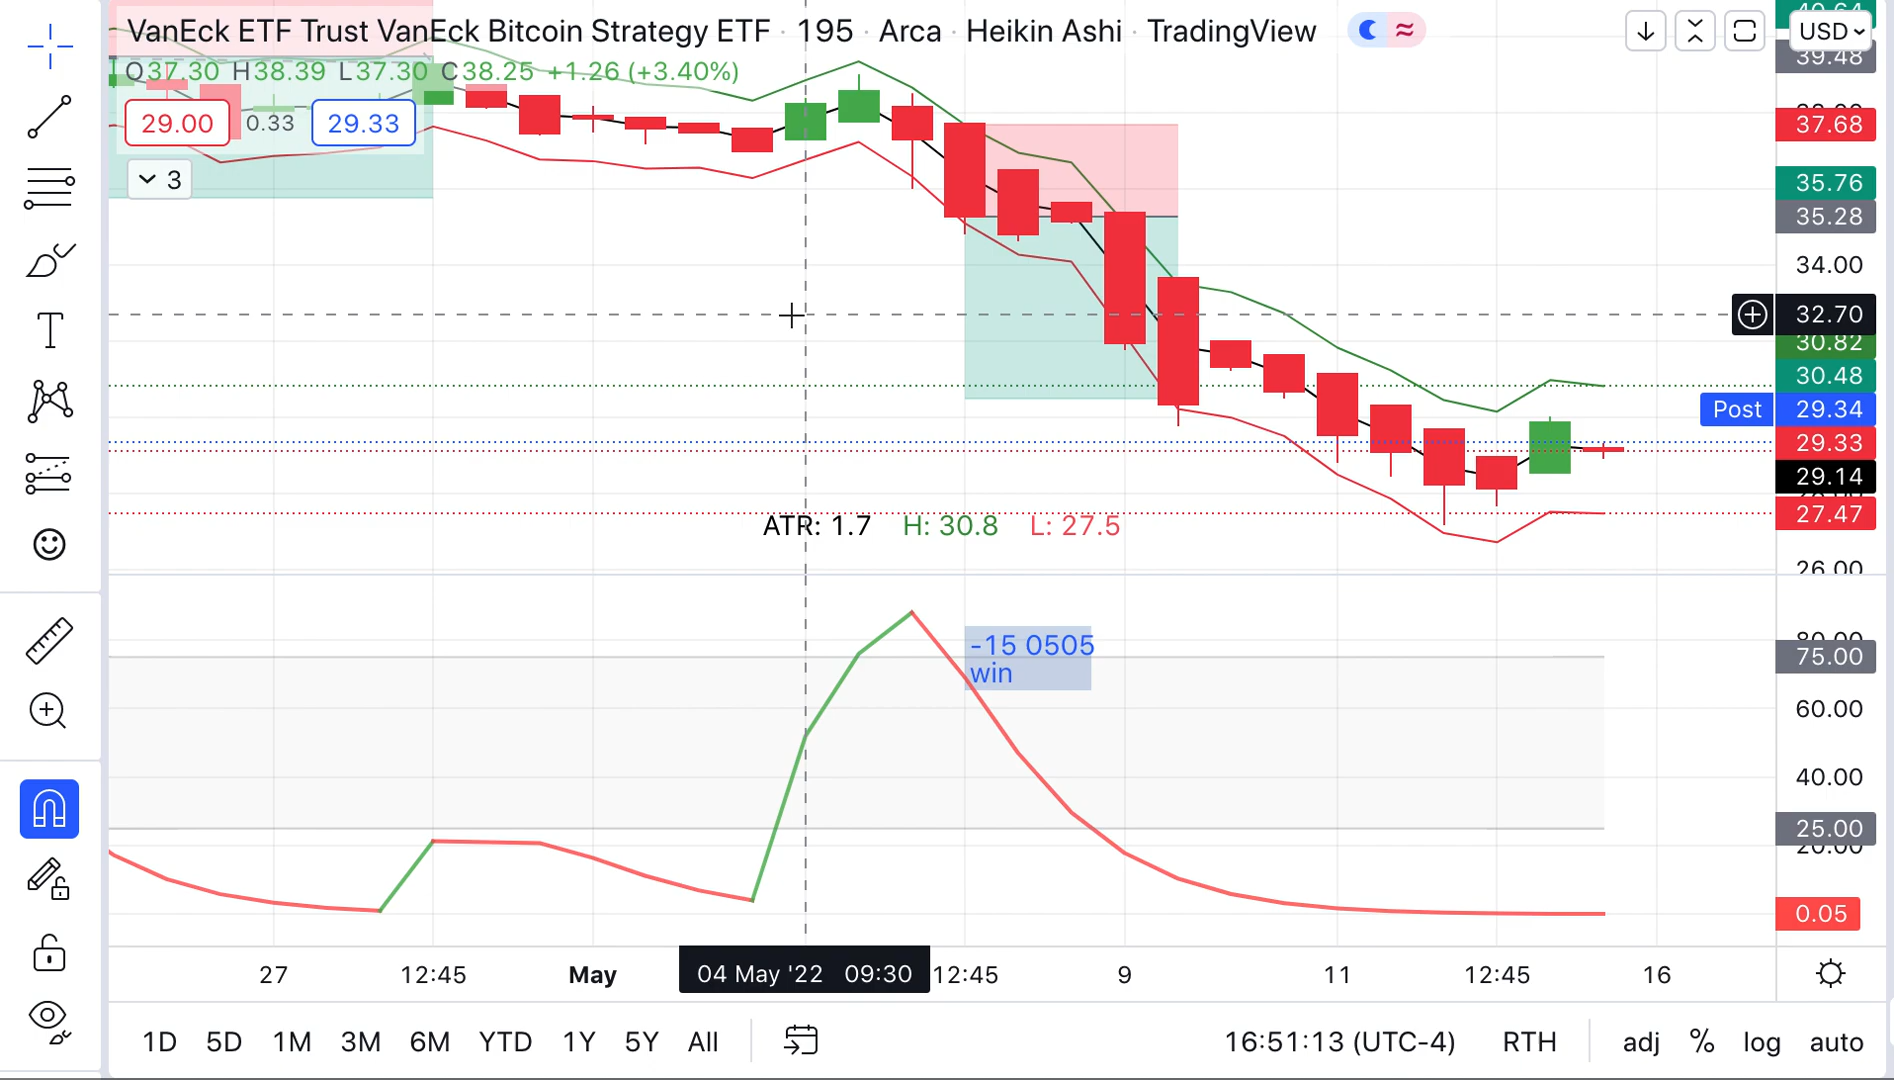 VanEck ETF Trust VanEck Bitcoin Strategy ETF · 195 · Arca · Heikin Ashi · TradingView
USD
O37.30 H38.39 L37.30 C38.25 +1.26 (+3.40%)
29.00 0.33 29.33
3
39.48
37.68
35.76
35.28
34.00
32.70
30.82
30.48
Post 29.34
29.33
29.14
27.47
26.00
ATR: 1.7 H: 30.8 L: 27.5
-15 0505
win
80.00
75.00
60.00
40.00
25.00
20.00
0.05
27 12:45 May 04 May '22 09:30 12:45 9 11 12:45 16
1D 5D 1M 3M 6M YTD 1Y 5Y All 16:51:13 (UTC-4) RTH adj % log auto